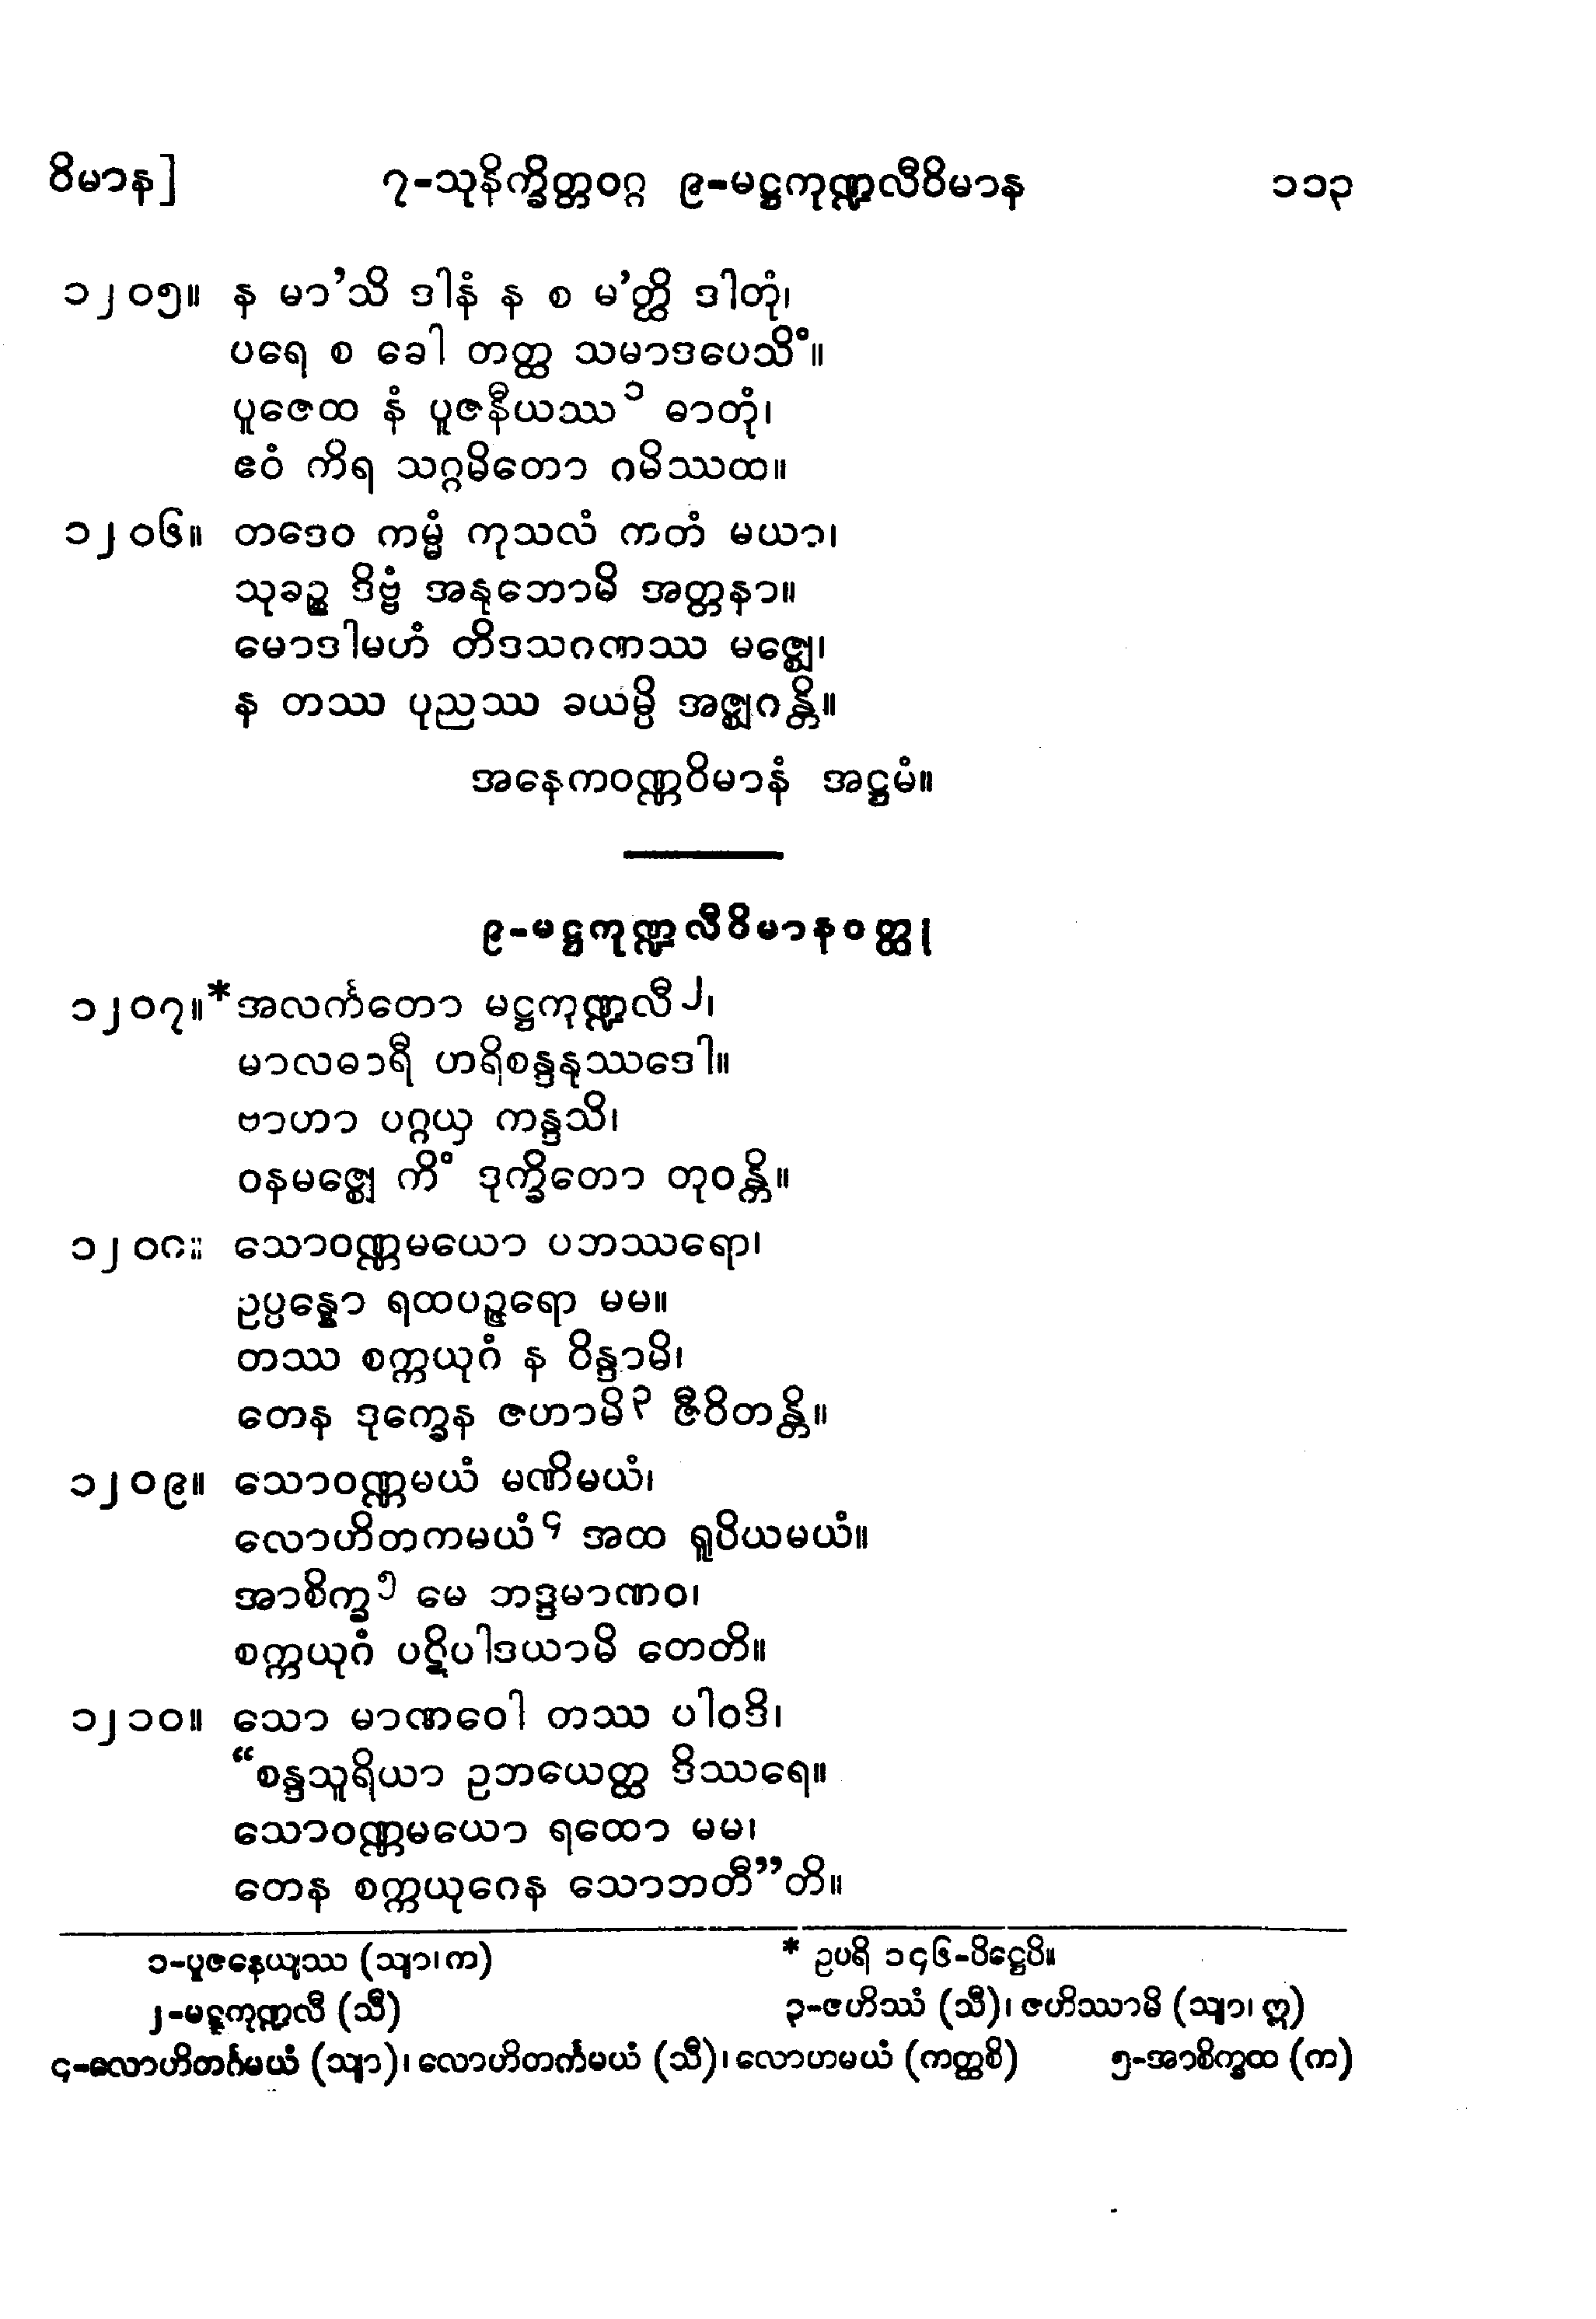 ဝိမာန]	၇-သုနိက္ခိတ္တဝဂ္ဂ ၉-မဋ္ဌကုဏ္ဍလီဝိမာန	၁၁၃
၁၂၀၅။ န မာ’သိ ဒါနံ န စ မ’တ္ထိ ဒါတုံ၊
ပရေ စ ခေါ တတ္ထ သမာဒပေသိံ။
ပူဇေထ နံ ပူဇနီယဿ ၁ ဓာတုံ၊
ဧဝံ ကိရ သဂ္ဂမိတော ဂမိဿထ။
၁၂၀၆။ တဒေဝ ကမ္မံ ကုသလံ ကတံ မယာ၊
သုခဉ္စ ဒိဗ္ဗံ အနုဘောမိ အတ္တနာ။
မောဒါမဟံ တိဒသဂဏဿ မဇ္ဈေ၊
န တဿ ပုညဿ ခယမ္ပိ အဇ္ဈဂန္တိ။
အနေကဝဏ္ဏဝိမာနံ အဋ္ဌမံ။
၉-မဋ္ဌကုဏ္ဍလီဝိမာနဝတ္ထု
၁၂၀၇။*အလင်္ကတော မဋ္ဌကုဏ္ဍလီ ၂၊
မာလဓာရီ ဟရိစန္ဒနုဿဒေါ။
ဗာဟာ ပဂ္ဂယှ ကန္ဒသိ၊
ဝနမဇ္ဈေ ကိံ ဒုက္ခိတော တုဝန္တိ။
၁၂၀၈။ သောဝဏ္ဏမယော ပဘဿရော၊
ဥပ္ပန္နော ရထပဉ္ဇရော မမ။
တဿ စက္ကယုဂံ န ဝိန္ဒာမိ၊
တေန ဒုက္ခေန ဇဟာမိ ၃ ဇီဝိတန္တိ။
၁၂၀၉။ သောဝဏ္ဏမယံ မဏိမယံ၊
လောဟိတကမယံ ၄ အထ ရူပိယမယံ။
အာစိက္ခ ၅ မေ ဘဒ္ဒမာဏဝ၊
စက္ကယုဂံ ပဋိပါဒယာမိ တေတိ။
၁၂၁၀။ သော မာဏဝေါ တဿ ပါဝဒိ၊
“စန္ဒသူရိယာ ဥဘယေတ္ထ ဒိဿရေ။
သောဝဏ္ဏမယော ရထော မမ၊
တေန စက္ကယုဂေန သောဘတီ”တိ။
၁-ပူဇနေယျဿ (သျာ၊က)	* ဥပရိ ၁၄၆-ပိဋ္ဌေပိ။
၂-မဋ္ဋကုဏ္ဍလီ (သီ)	၃-ဇဟိဿံ (သီ)၊ ဇဟိဿာမိ (သျာ၊ ဣ)
၄-လောဟိတင်္ဂမယံ (သျာ)၊ လောဟိတင်္ကမယံ (သီ)၊ လောဟမယံ (ကတ္ထစိ)	၅-အာစိက္ခထ (က)